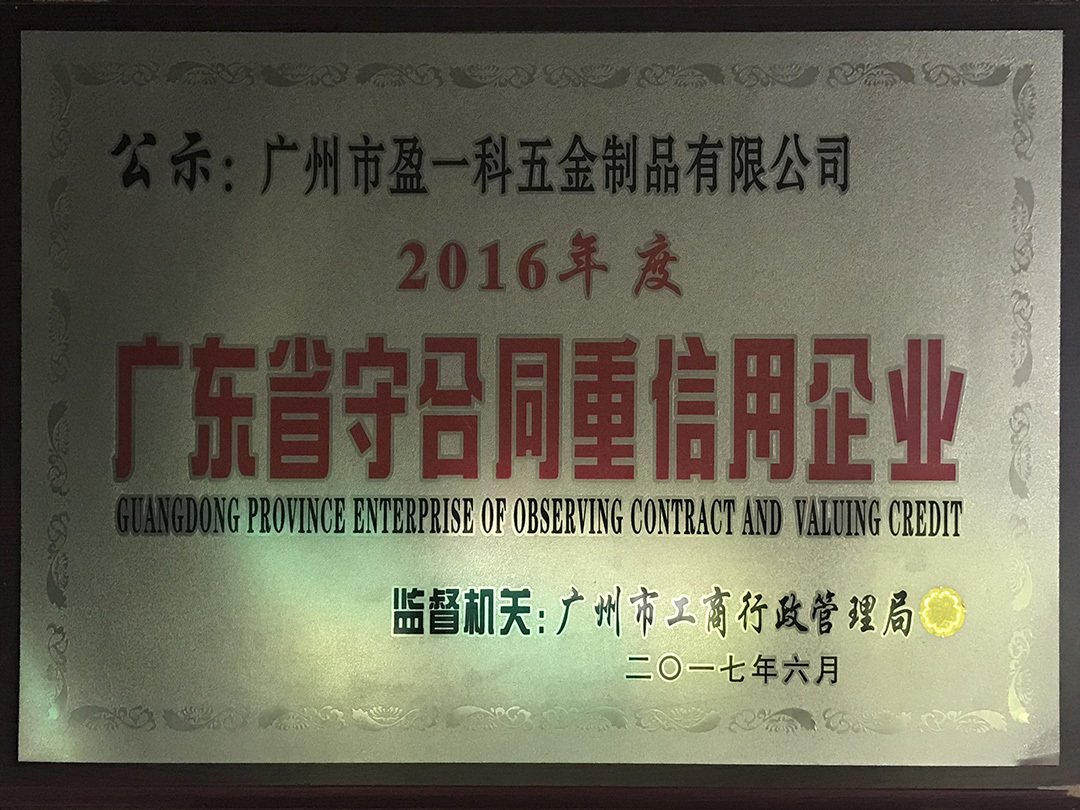 公示：广州市盈一科五金制品有限公司
2016年度
广东省守合同重信用企业
GUANGDONG PROVINCE ENTERPRISE OF OBSERVING CONTRACT AND VALUING CREDIT
监督机关：广州市工商行政管理局
二〇一七年六月